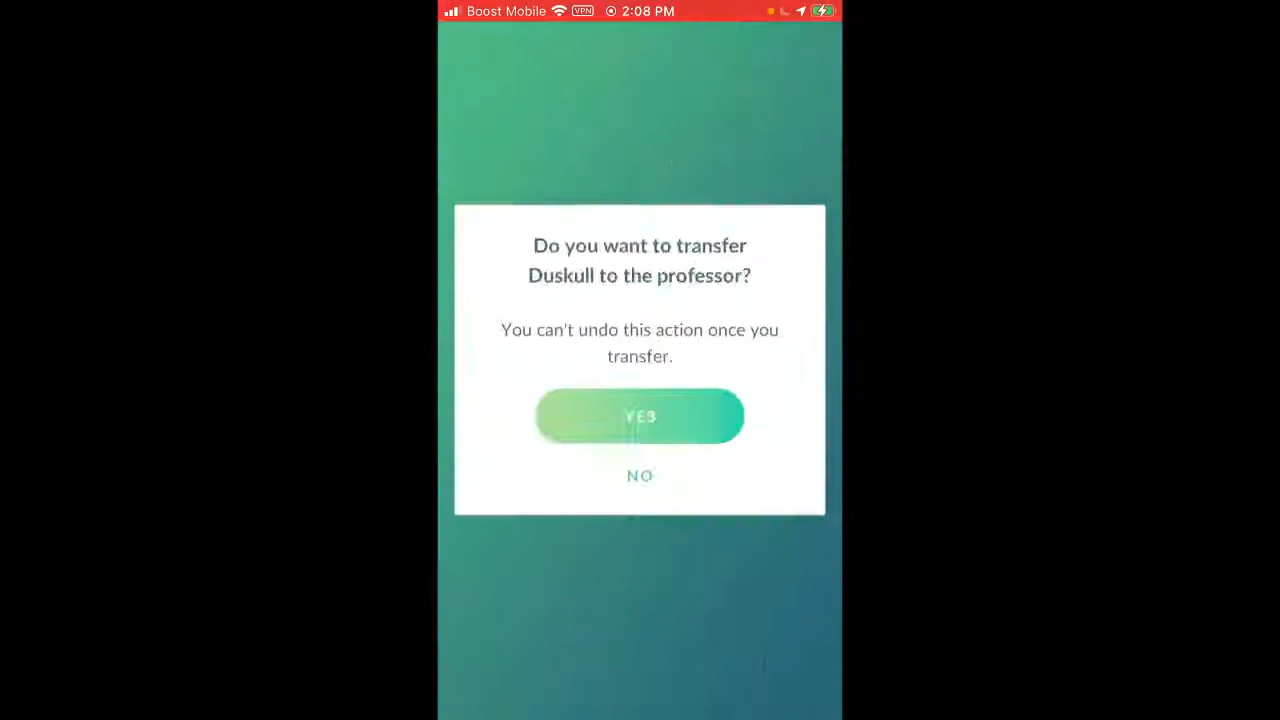 Boost Mobile VPN 2:08 PM
Do you want to transfer
Duskull to the professor?
You can't undo this action once you
transfer.
YES
NO